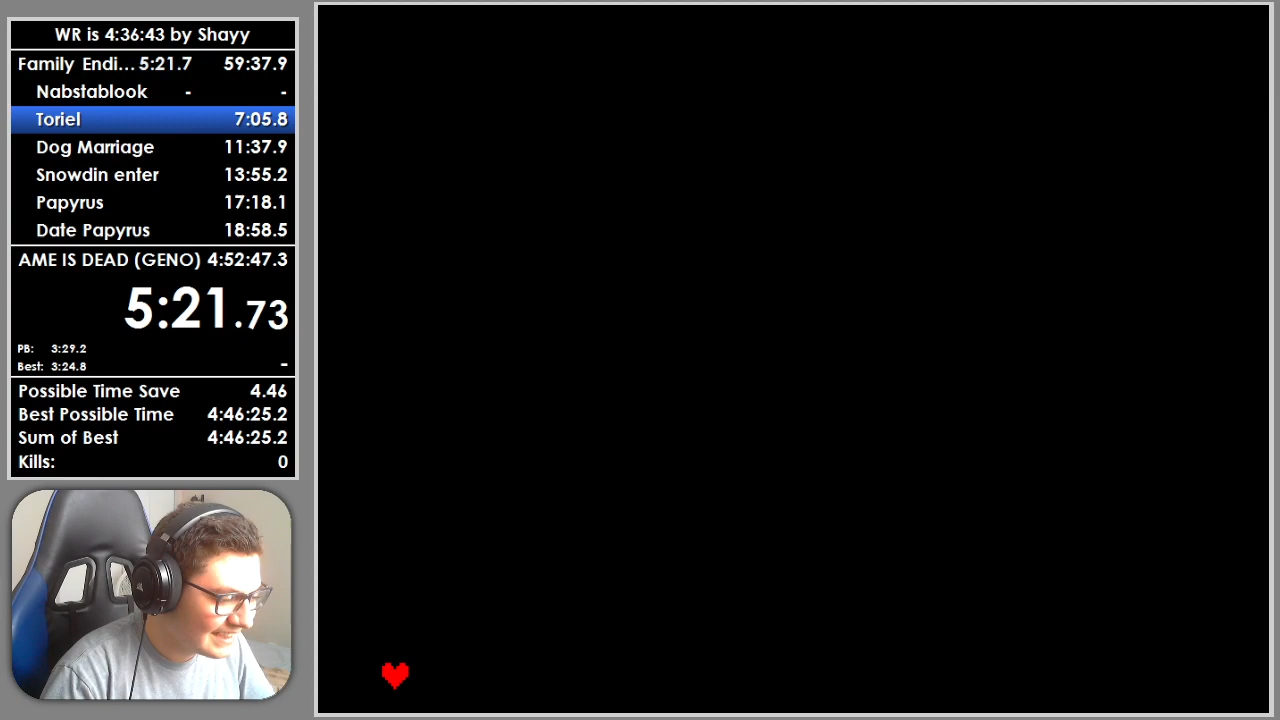 WR is 4:36:43 by Shayy
Family Endi... 5:21.7 59:37.9
Nabstablook - -
Toriel 7:05.8
Dog Marriage 11:37.9
Snowdin enter 13:55.2
Papyrus 17:18.1
Date Papyrus 18:58.5
AME IS DEAD (GENO) 4:52:47.3
5:21.73
PB: 3:29.2
Best: 3:24.8 -
Possible Time Save 4.46
Best Possible Time 4:46:25.2
Sum of Best 4:46:25.2
Kills: 0